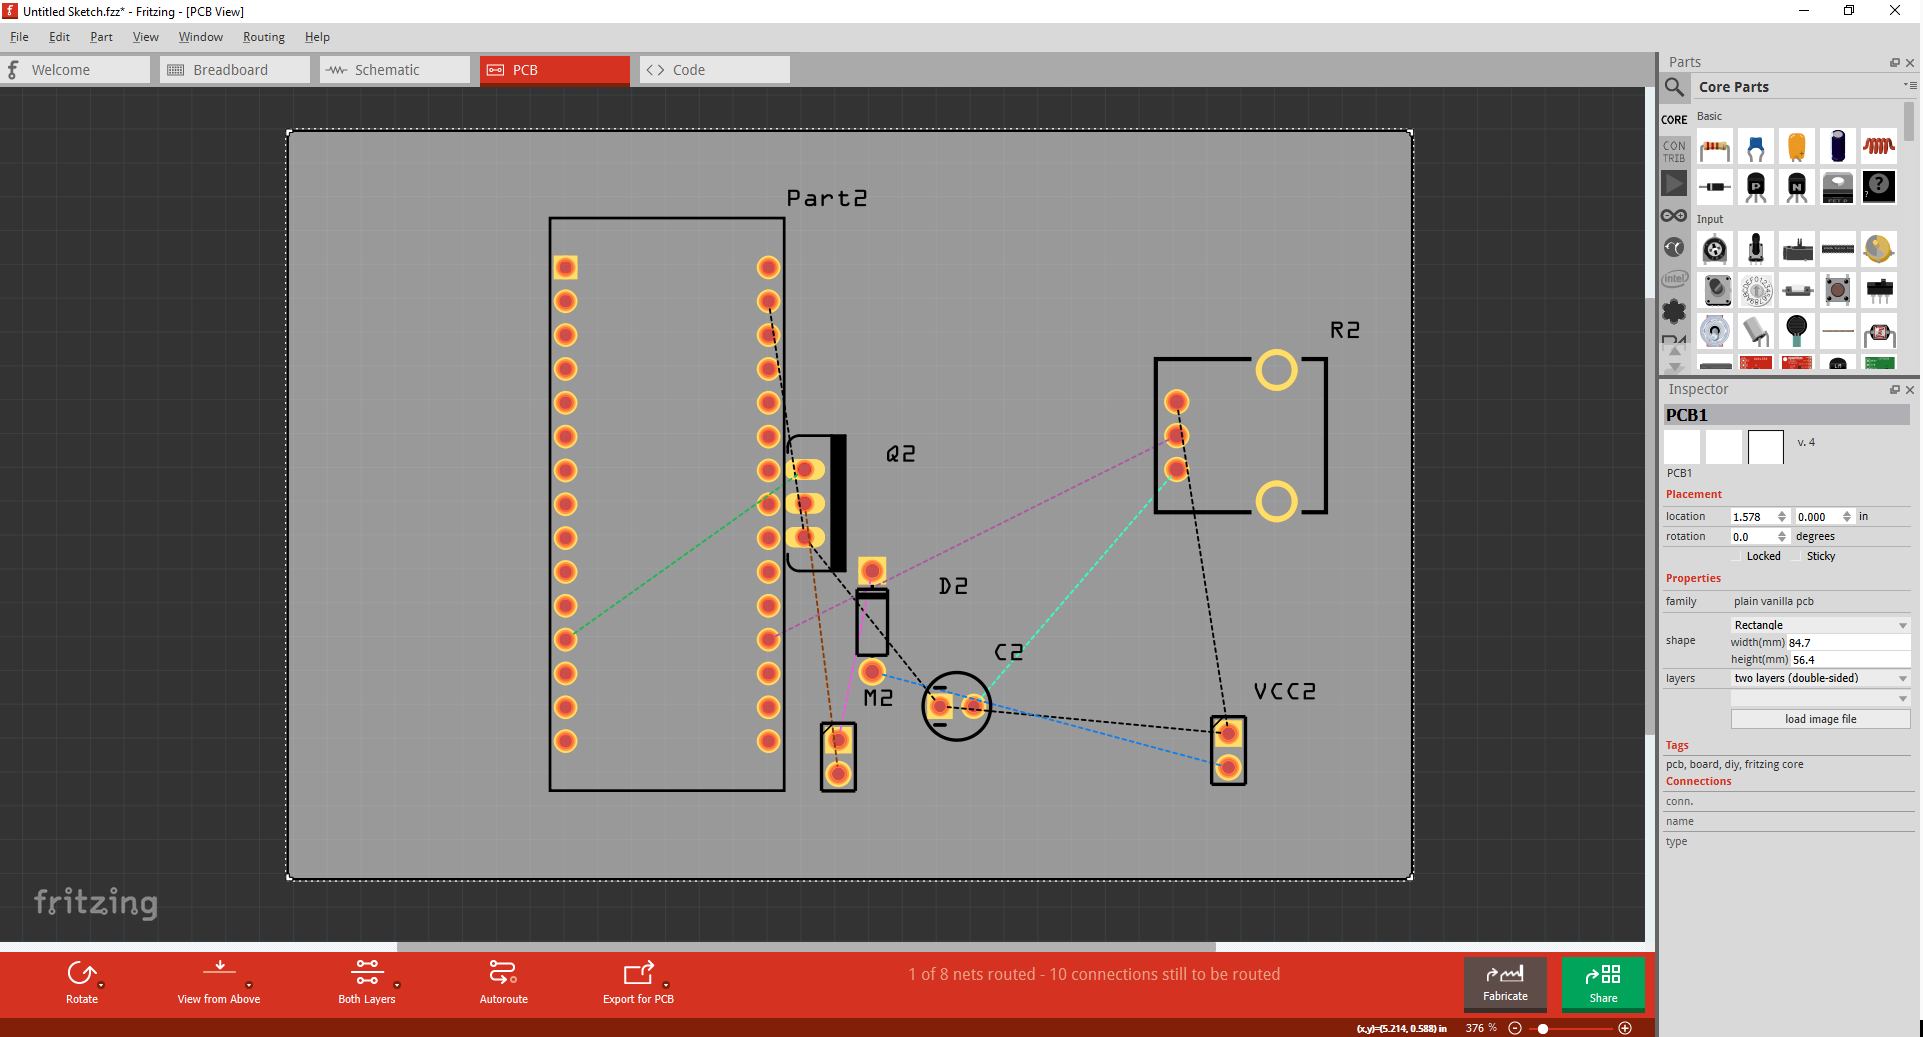 Untitled Sketch.fzz* - Fritzing - [PCB View]
File Edit Part View Window Routing Help
Welcome
Breadboard
Schematic
PCB
Code
Parts
Core Parts
CORE
CON
TRIB
intel
Basic
P
N
Input
Part2
R2
Q2
D2
C2
M2
VCC2
fritzing
Inspector
PCB1
v. 4
PCB1
Placement
location 1.578 0.000 in
rotation 0.0 degrees
Locked Sticky
Properties
family plain vanilla pcb
shape Rectangle
width(mm) 84.7
height(mm) 56.4
layers two layers (double-sided)
load image file
Tags
pcb, board, diy, fritzing core
Connections
conn.
name
type
Rotate
View from Above
Both Layers
Autoroute
Export for PCB
1 of 8 nets routed - 10 connections still to be routed
Fabricate
Share
(x,y)=(5.214, 0.588) in 376 %